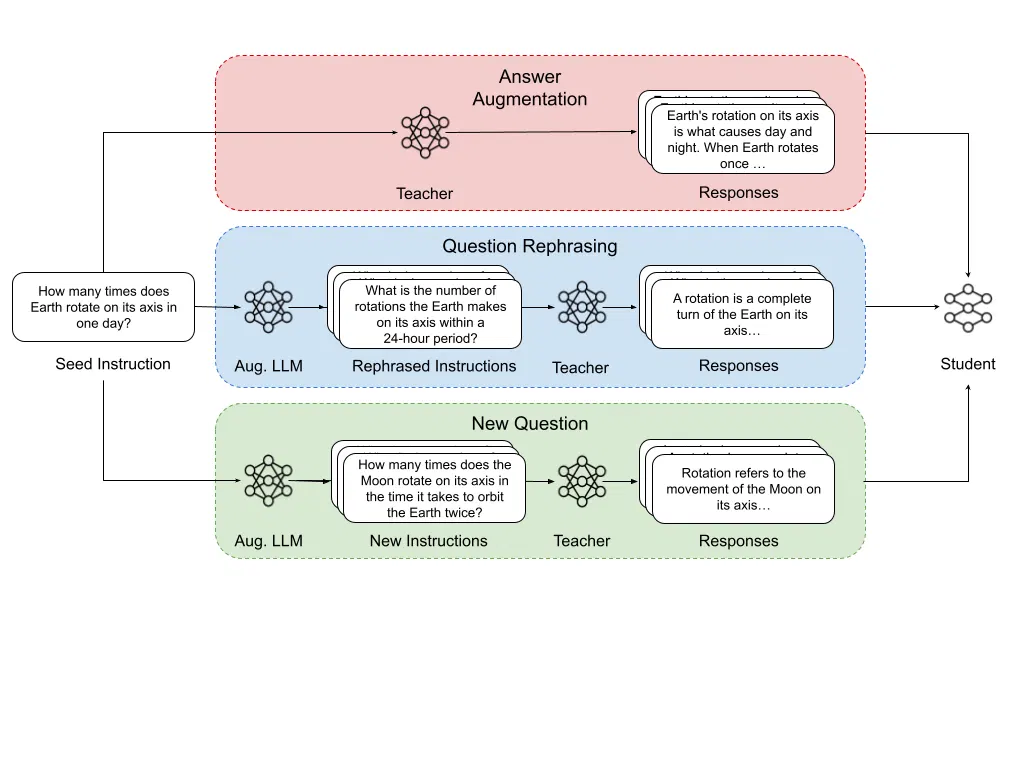 Answer
Augmentation
Earth's rotation on its axis
is what causes day and
night. When Earth rotates
once …
Teacher
Responses
Question Rephrasing
How many times does
Earth rotate on its axis in
one day?
Seed Instruction
What is the number of
rotations the Earth makes
on its axis within a
24-hour period?
A rotation is a complete
turn of the Earth on its
axis…
Aug. LLM
Rephrased Instructions
Teacher
Responses
Student
New Question
How many times does the
Moon rotate on its axis in
the time it takes to orbit
the Earth twice?
Rotation refers to the
movement of the Moon on
its axis…
Aug. LLM
New Instructions
Teacher
Responses